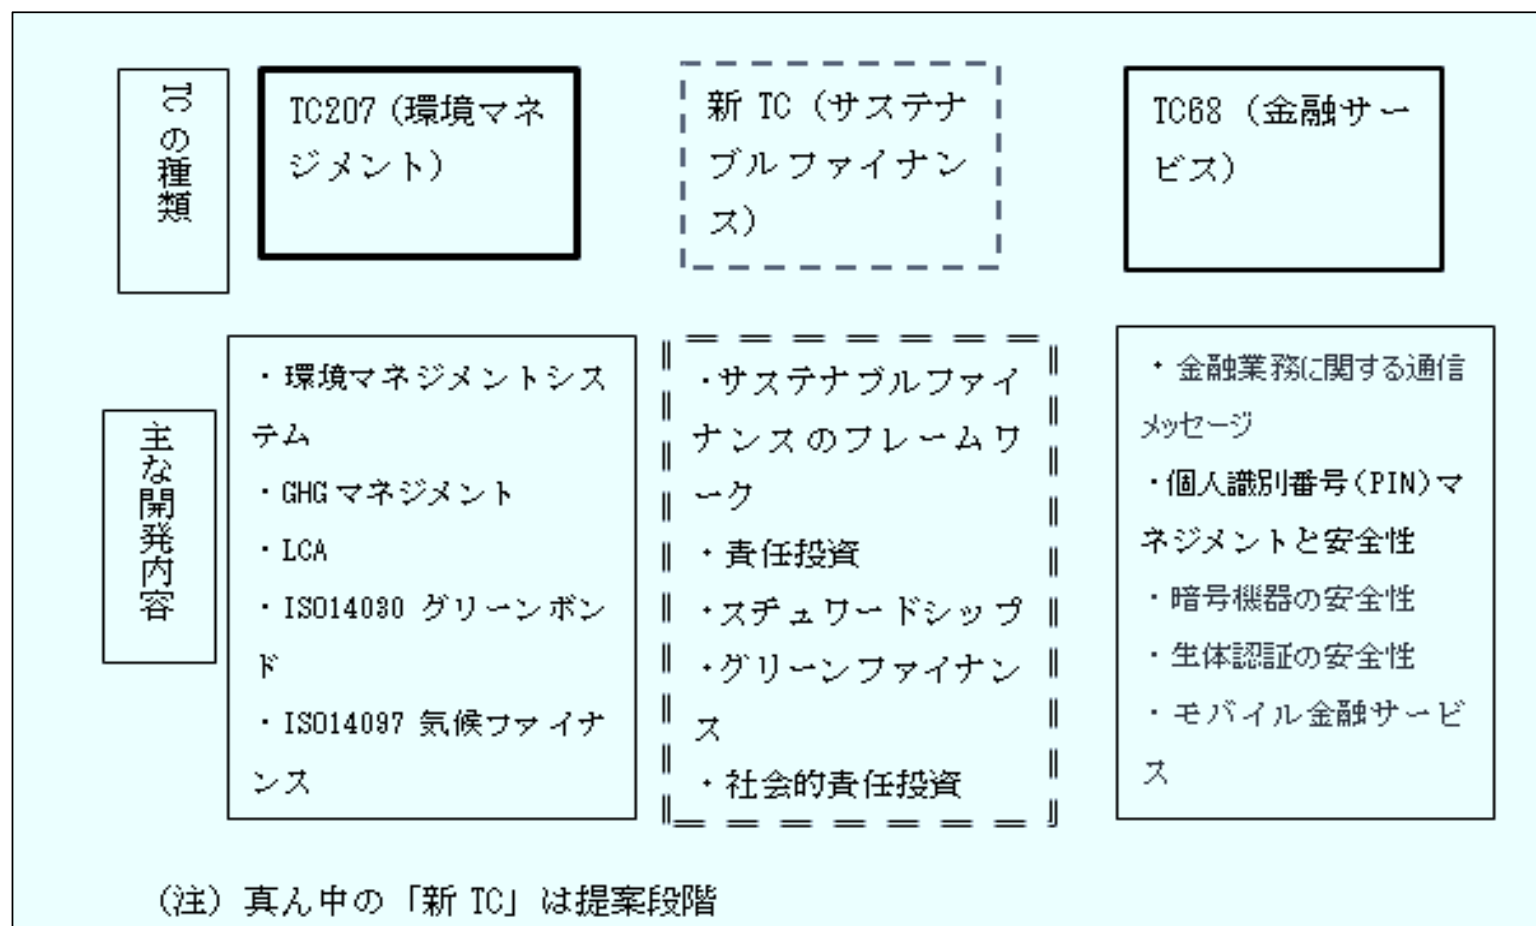 TCの種類
TC207（環境マネ
ジメント）
新 TC（サステナ
ブルファイナン
ス）
TC68（金融サー
ビス）
主な開発内容
・環境マネジメントシス
テム
・GHGマネジメント
・LCA
・ISO14030 グリーンボン
ド
・ISO14097 気候ファイナ
ンス
・サステナブルファイ
ナンスのフレームワ
ーク
・責任投資
・スチュワードシップ
・グリーンファイナン
ス
・社会的責任投資
・金融業務に関する通信
メッセージ
・個人識別番号(PIN)マ
ネジメントと安全性
・暗号機器の安全性
・生体認証の安全性
・モバイル金融サービ
ス
（注）真ん中の「新 TC」は提案段階